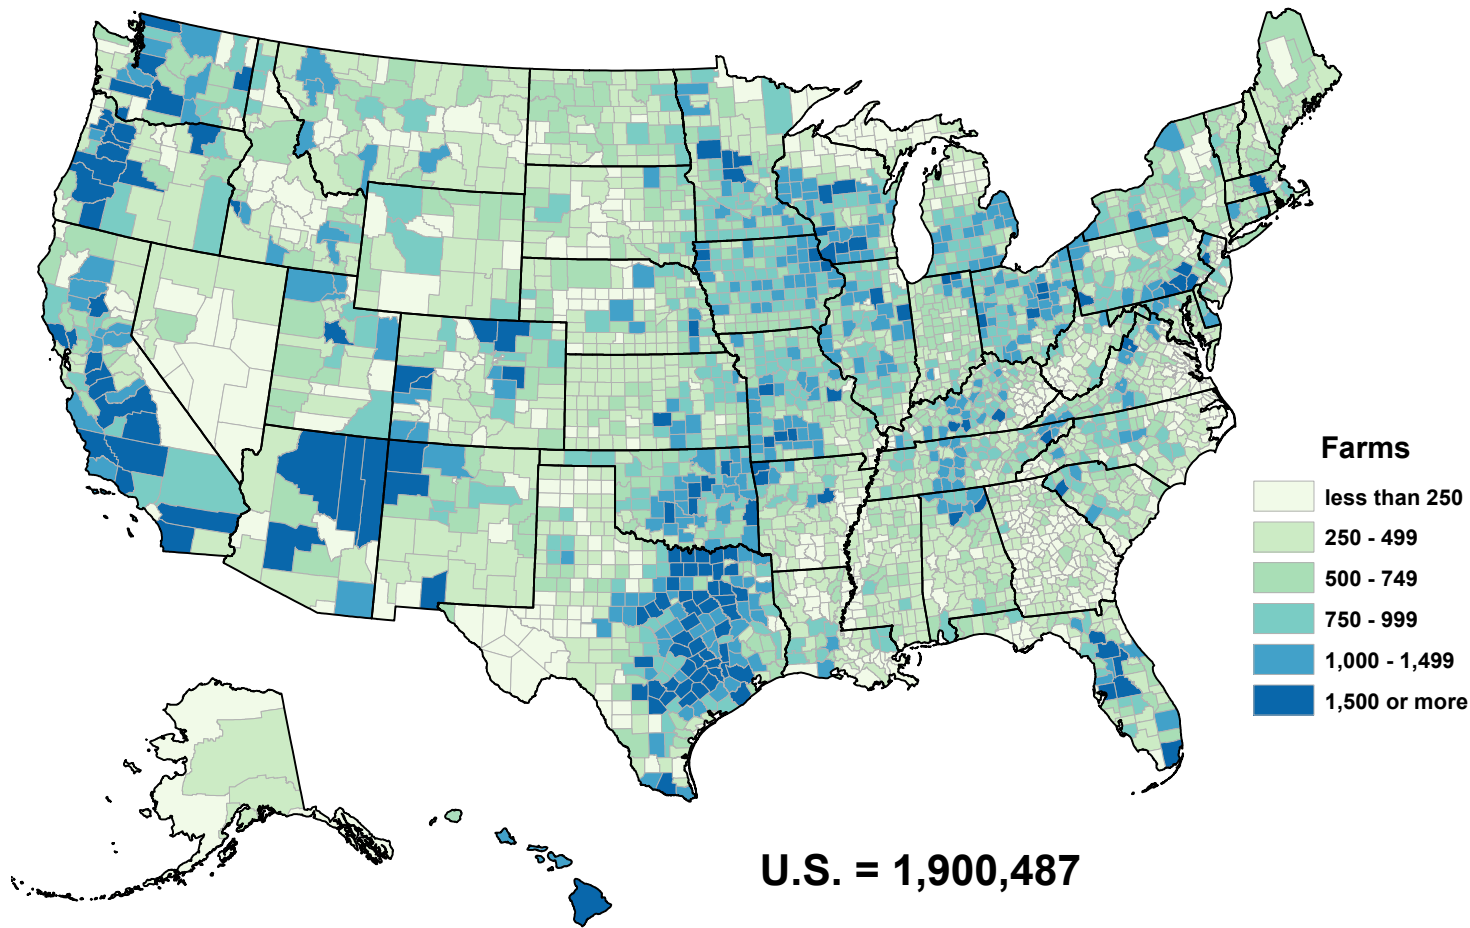 Farms
less than 250
250 - 499
500 - 749
750 - 999
1,000 - 1,499
1,500 or more
U.S. = 1,900,487